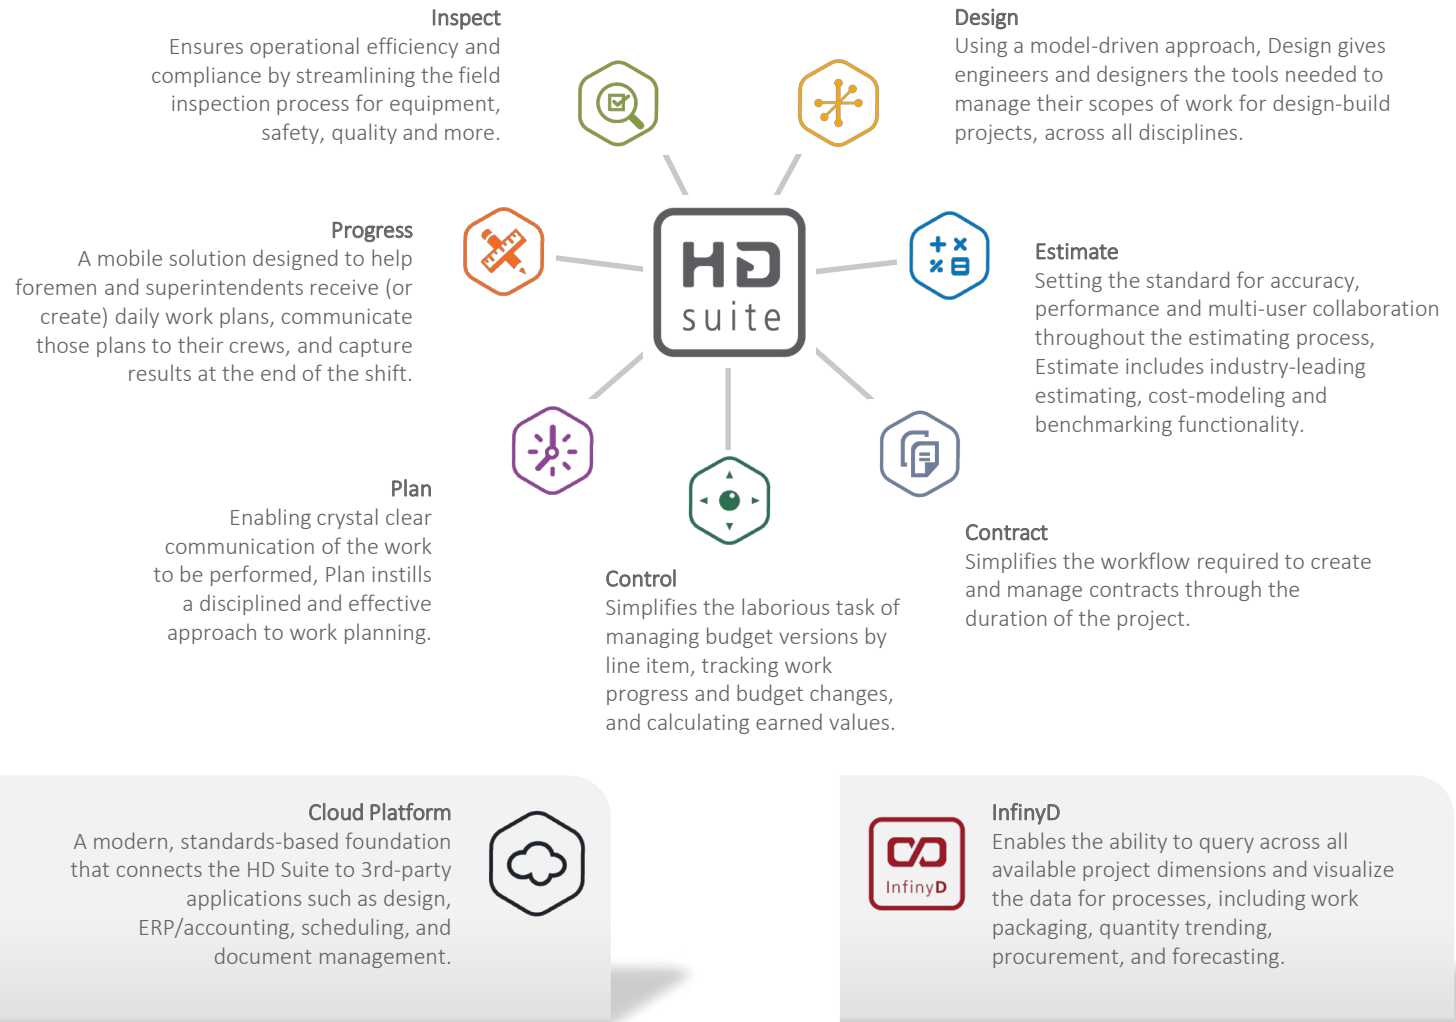 Inspect
Ensures operational efficiency and
compliance by streamlining the field
inspection process for equipment,
safety, quality and more.
Design
Using a model-driven approach, Design gives
engineers and designers the tools needed to
manage their scopes of work for design-build
projects, across all disciplines.
Progress
A mobile solution designed to help
foremen and superintendents receive (or
create) daily work plans, communicate
those plans to their crews, and capture
results at the end of the shift.
HD
suite
Estimate
Setting the standard for accuracy,
performance and multi-user collaboration
throughout the estimating process,
Estimate includes industry-leading
estimating, cost-modeling and
benchmarking functionality.
Plan
Enabling crystal clear
communication of the work
to be performed, Plan instills
a disciplined and effective
approach to work planning.
Control
Simplifies the laborious task of
managing budget versions by
line item, tracking work
progress and budget changes,
and calculating earned values.
Contract
Simplifies the workflow required to create
and manage contracts through the
duration of the project.
Cloud Platform
A modern, standards-based foundation
that connects the HD Suite to 3rd-party
applications such as design,
ERP/accounting, scheduling, and
document management.
InfinyD
InfinyD
Enables the ability to query across all
available project dimensions and visualize
the data for processes, including work
packaging, quantity trending,
procurement, and forecasting.